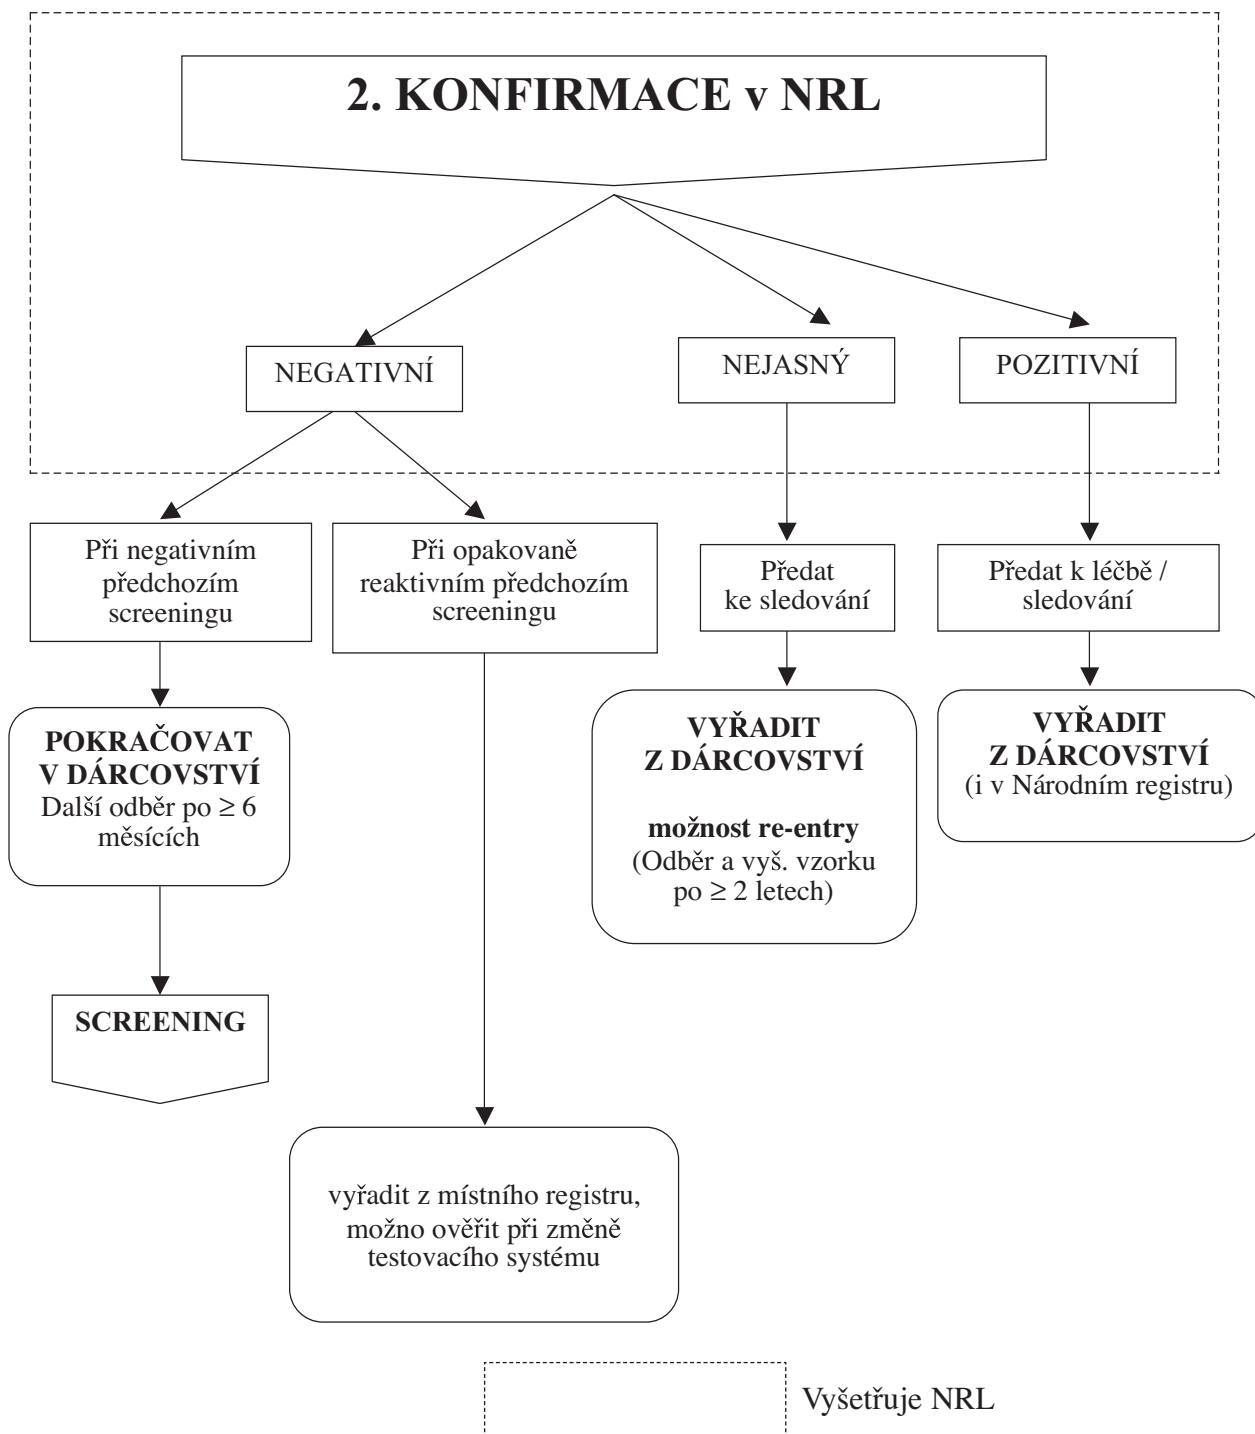 2. KONFIRMACE v NRL
NEGATIVNÍ
NEJASNÝ
POZITIVNÍ
Při negativním
předchozím
screeningu
Při opakovaně
reaktivním předchozím
screeningu
Předat
ke sledování
Předat k léčbě /
sledování
POKRAČOVAT
V DÁRCOVSTVÍ
Další odběr po ≥ 6
měsících
VYŘADIT
Z DÁRCOVSTVÍ
možnost re-entry
(Odběr a vyš. vzorku
po ≥ 2 letech)
VYŘADIT
Z DÁRCOVSTVÍ
(i v Národním registru)
SCREENING
vyřadit z místního registru,
možno ověřit při změně
testovacího systému
Vyšetřuje NRL